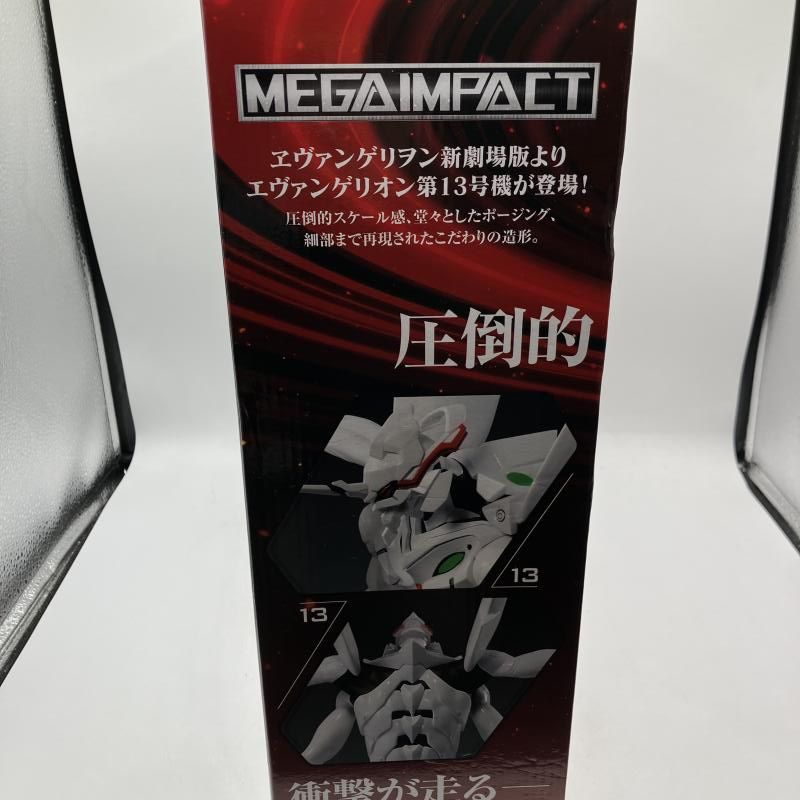 MEGAIMPACT
ヱヴァンゲリヲン新劇場版より
エヴァンゲリオン第13号機が登場!
圧倒的スケール感、堂々としたポージング、
細部まで再現されたこだわりの造形。
圧倒的
13
13
衝撃が走る―